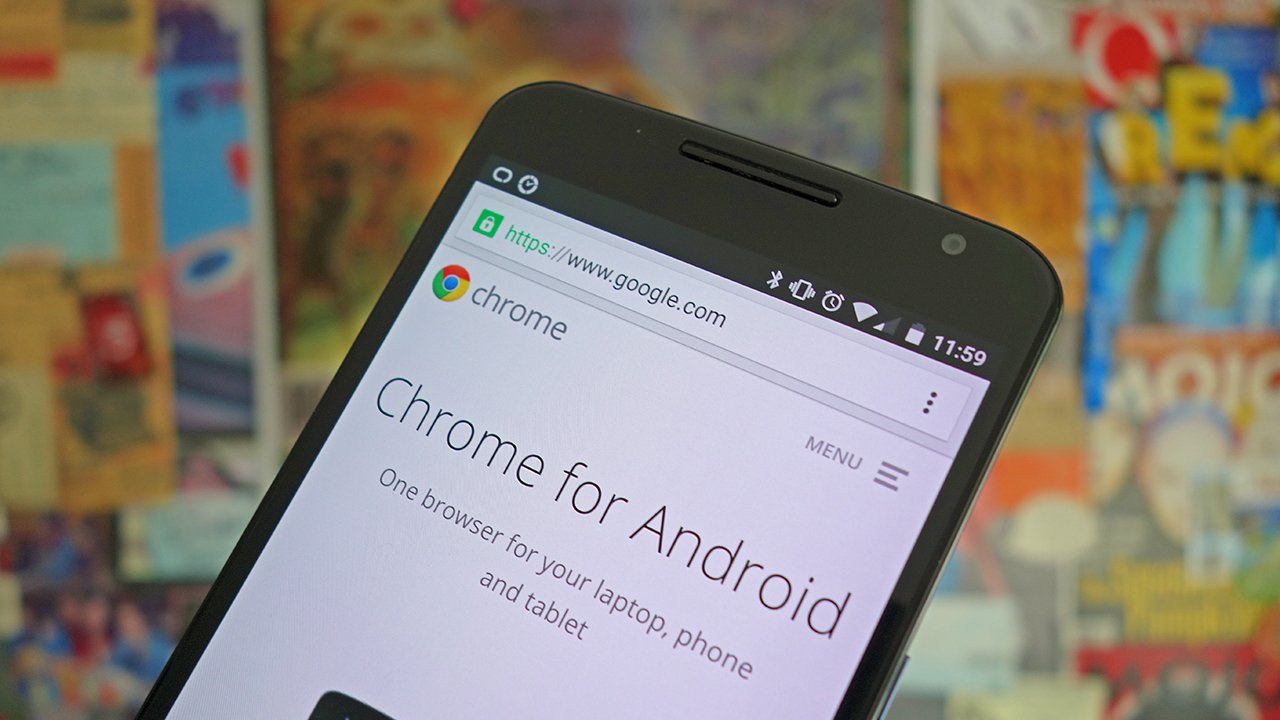 11:59
https://www.google.com
chrome
MENU
Chrome for Android
One browser for your laptop, phone
and tablet